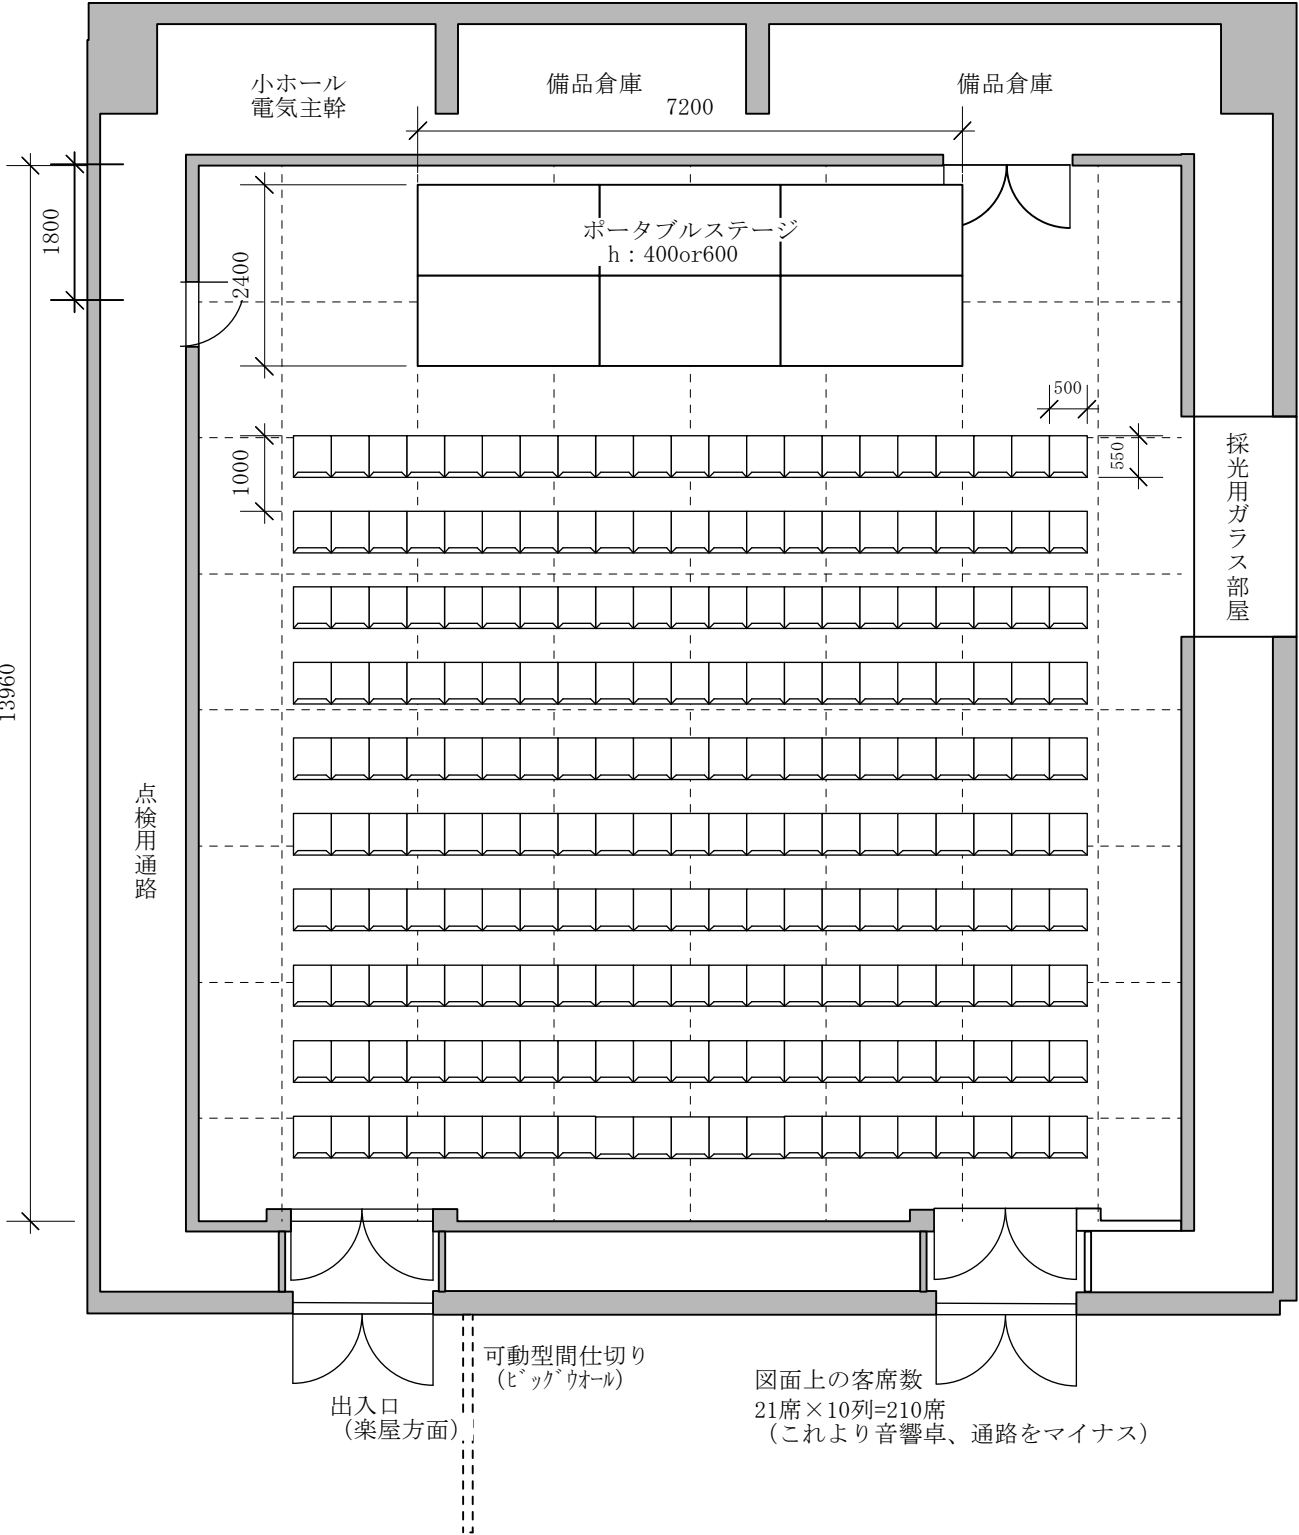 小ホール
電気主幹
備品倉庫
備品倉庫
7200
1800
2400
ポータブルステージ
h：400or600
500
550
1000
採光用ガラス部屋
13960
点検用通路
可動型間仕切り
（ﾋﾞｯｸﾞｳｵｰﾙ）
出入口
（楽屋方面）
図面上の客席数
21席×10列=210席
（これより音響卓、通路をマイナス）